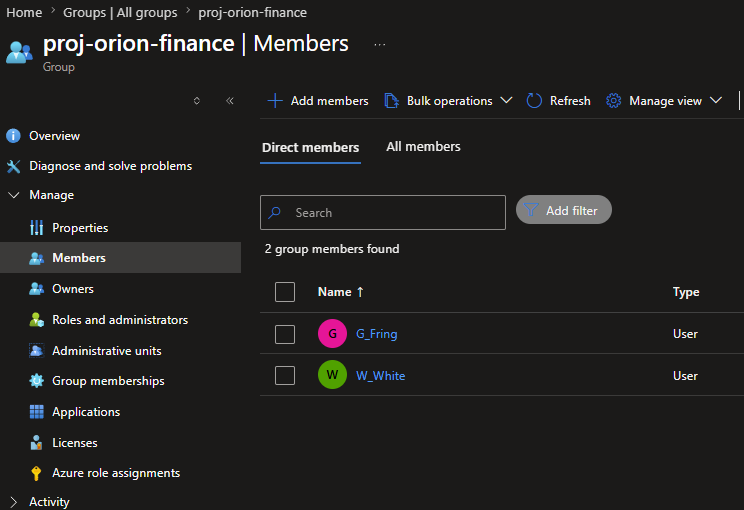 Home > Groups | All groups > proj-orion-finance
proj-orion-finance | Members ...
Group
Add members Bulk operations Refresh Manage view
Overview
Diagnose and solve problems
Manage
Properties
Members
Owners
Roles and administrators
Administrative units
Group memberships
Applications
Licenses
Azure role assignments
Activity
Direct members All members
Search Add filter
2 group members found
Name ↑ Type
G G_Fring User
W W_White User